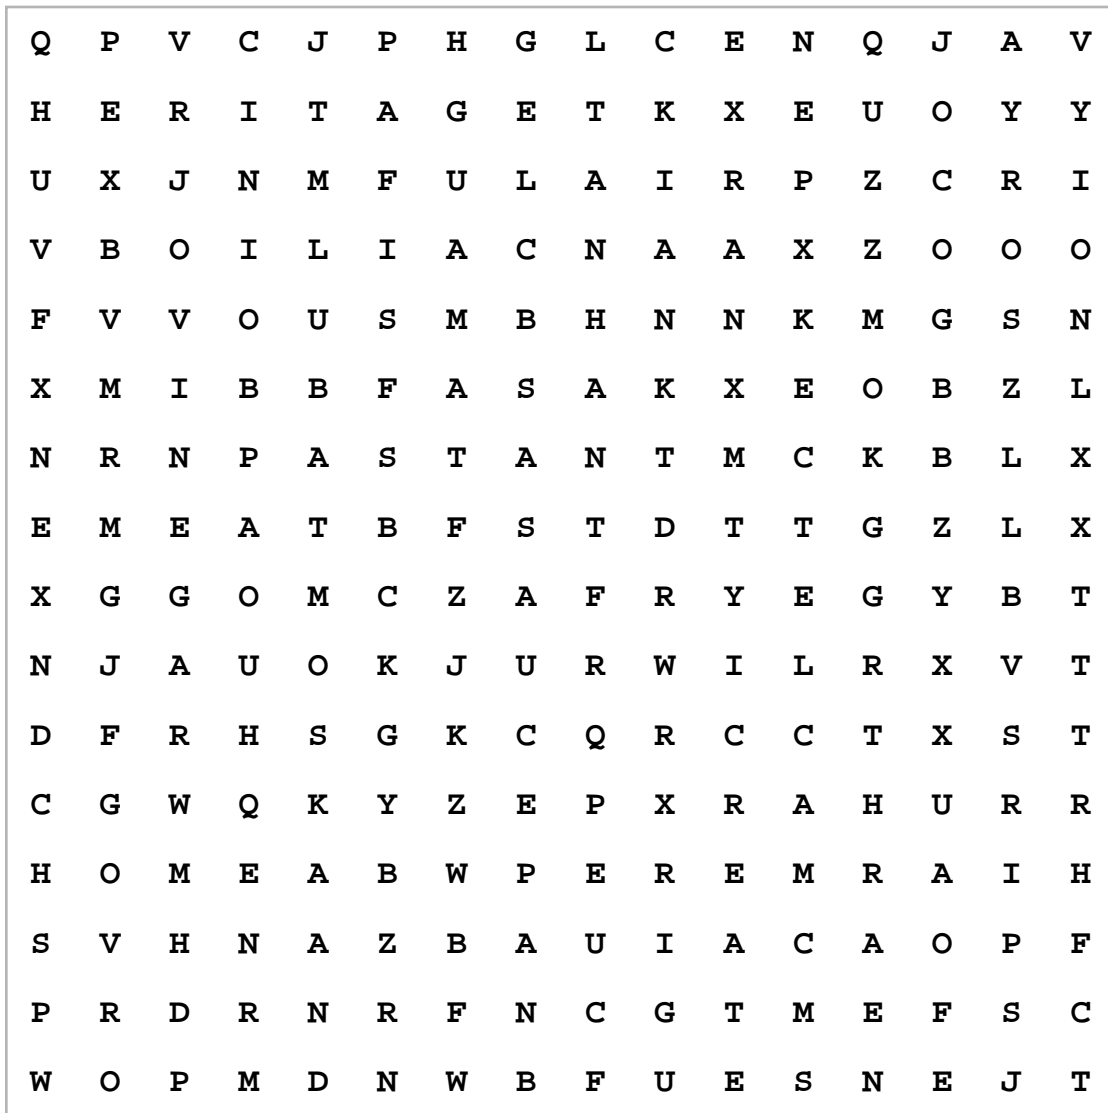 Q P V C J P H G L C E N Q J A V
H E R I T A G E T K X E U O Y Y
U X J N M F U L A I R P Z C R I
V B O I L I A C N A A X Z O O O
F V V O U S M B H N N K M G S N
X M I B B F A S A K X E O B Z L
N R N P A S T A N T M C K B L X
E M E A T B F S T D T T G Z L X
X G G O M C Z A F R Y E G Y B T
N J A U O K J U R W I L R X V T
D F R H S G K C Q R C C T X S T
C G W Q K Y Z E P X R A H U R R
H O M E A B W P E R E M R A I H
S V H N A Z B A U I A C A O P F
P R D R N R F N C G T M E F S C
W O P M D N W B F U E S N E J T